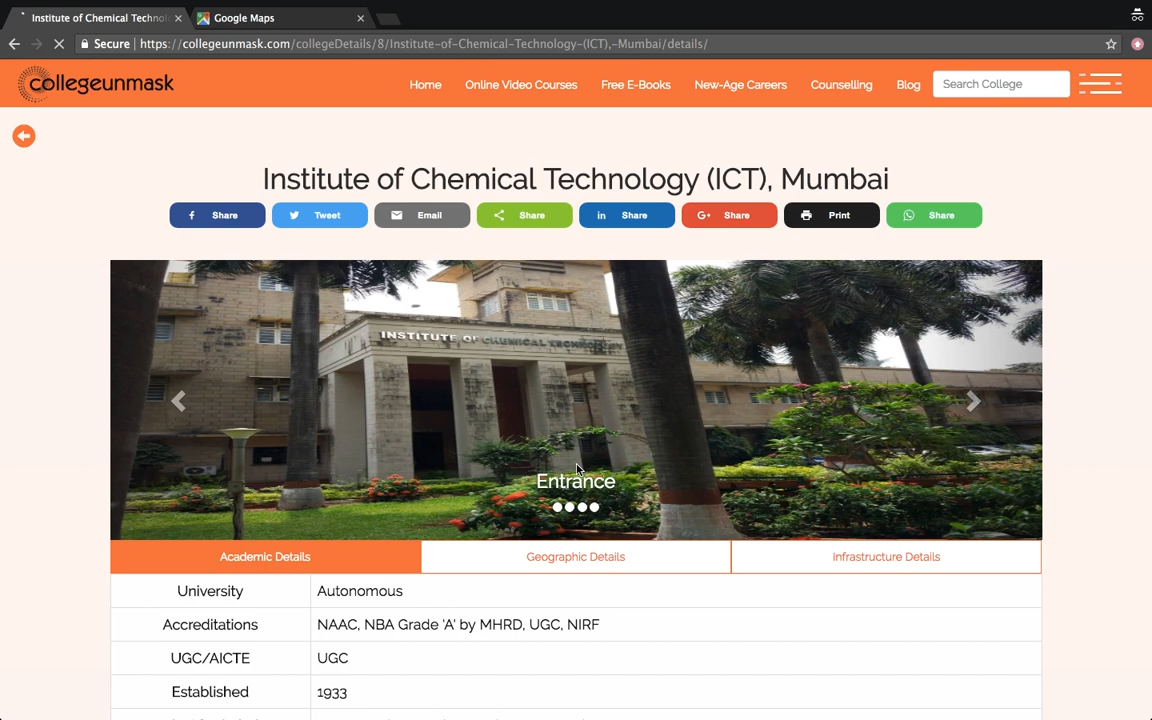 Institute of Chemical Technol
Google Maps
Secure
https://collegeunmask.com/collegeDetails/8/Institute-of-Chemical-Technology-(ICT),-Mumbai/details/
collegeunmask
Home
Online Video Courses
Free E-Books
New-Age Careers
Counselling
Blog
Search College
Institute of Chemical Technology (ICT), Mumbai
Share
Tweet
Email
Share
Share
Share
Print
Share
INSTITUTE OF CHEMICAL TECHNOLOGY
Entrance
Academic Details
Geographic Details
Infrastructure Details
University
Autonomous
Accreditations
NAAC, NBA Grade 'A' by MHRD, UGC, NIRF
UGC/AICTE
UGC
Established
1933